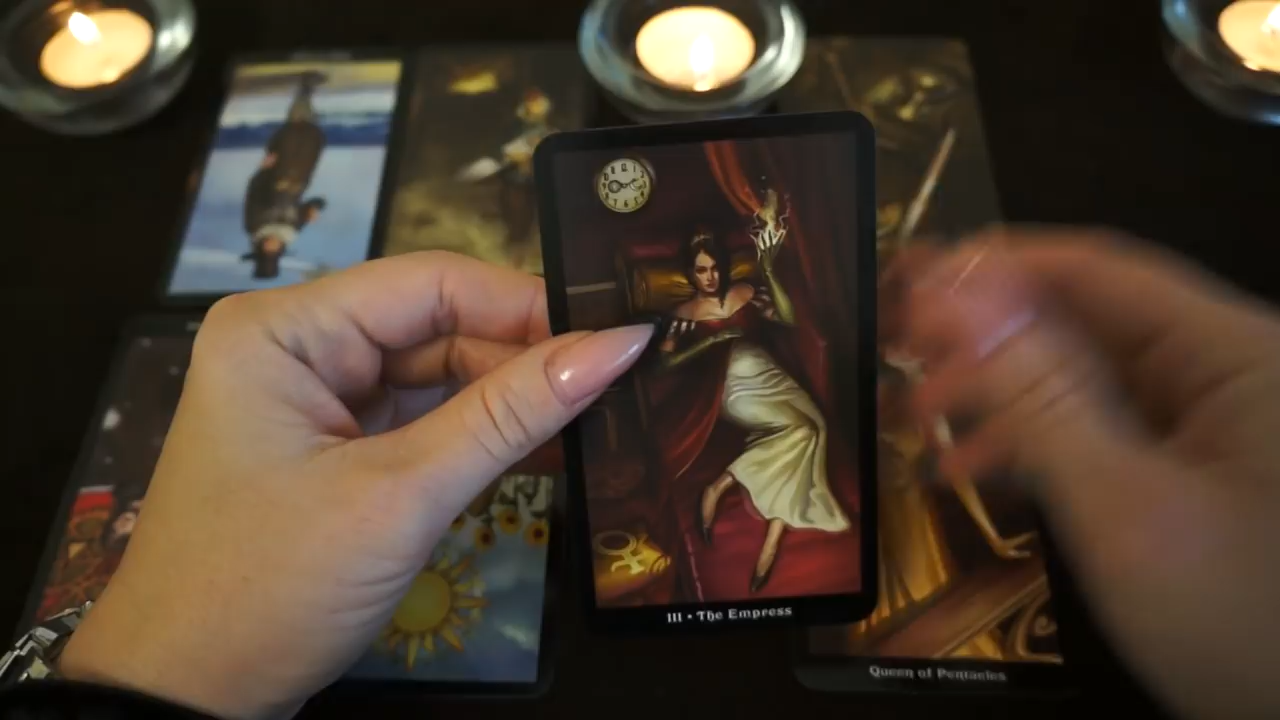 III • The Empress
Queen of Pentacles